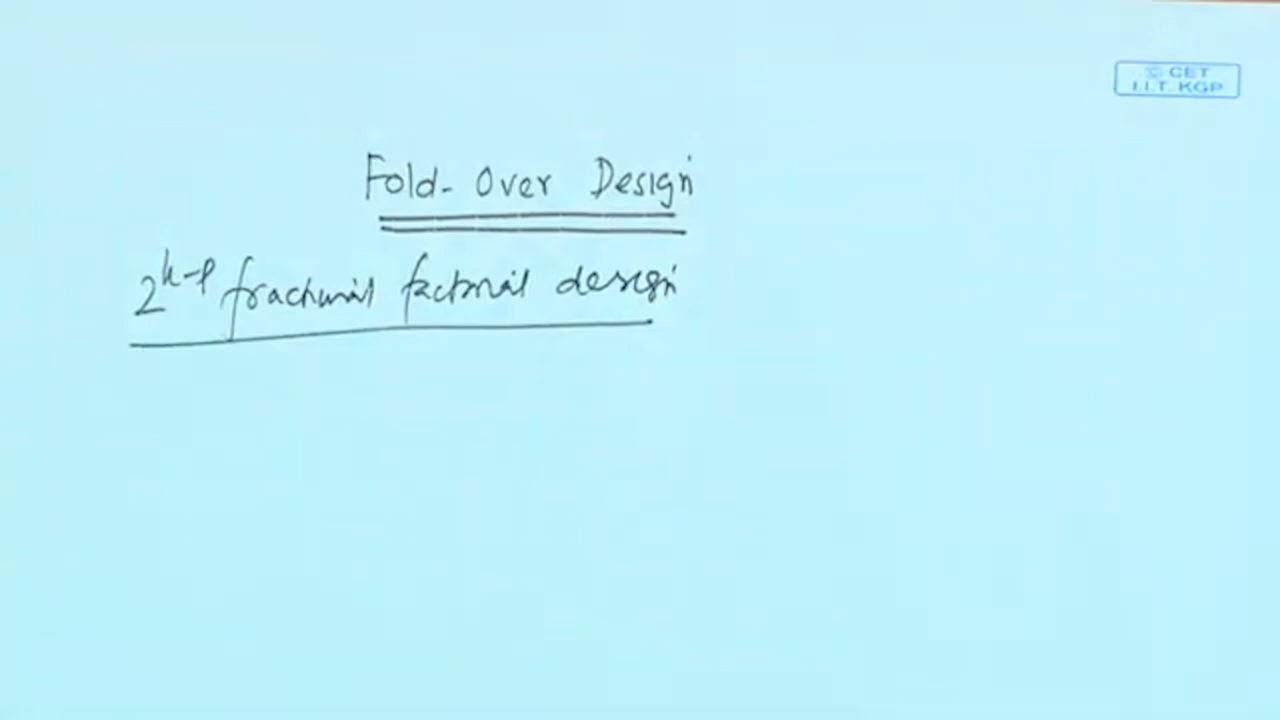 © CET
I.I.T. KGP
Fold-Over Design
2^{k-p} fractional factorial design